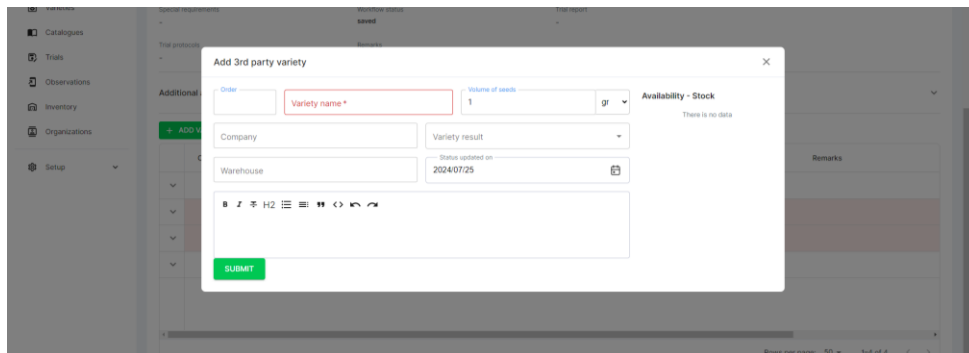 Varieties
Special requirements
Workflow status
Trial report
-
saved
-
Catalogues
Trial protocols
Remarks
Trials
-
Add 3rd party variety
Observations
Additional
Order
Variety name *
Volume of seeds
1
gr
Availability - Stock
There is no data
Inventory
Organizations
+ ADD V
Company
Variety result
Remarks
Setup
Warehouse
Status updated on
2024/07/25
B I T H2
SUBMIT
Rows per page: 50 1-4 of 4